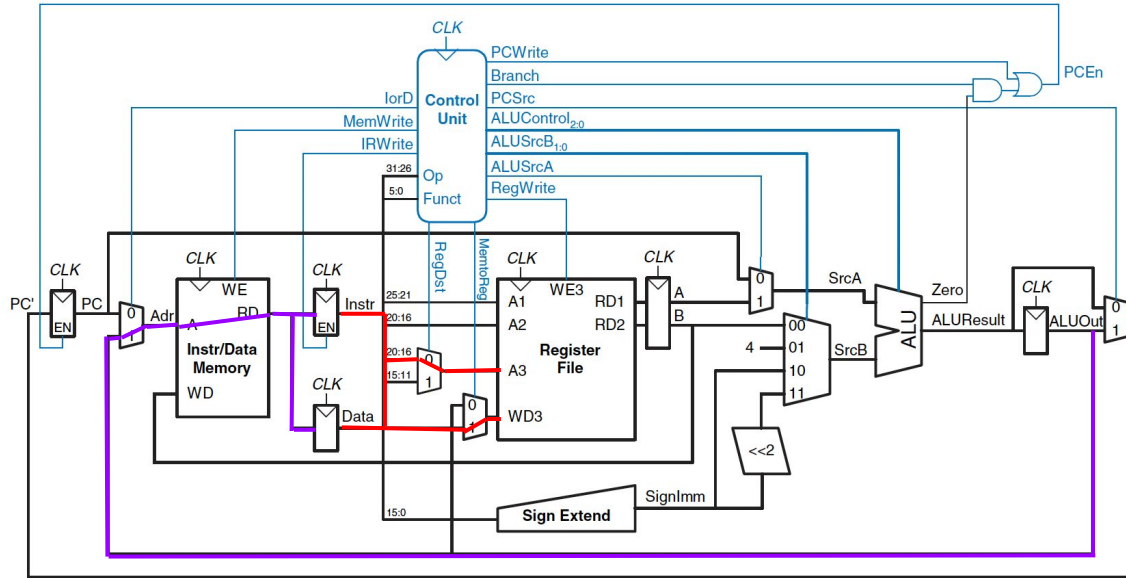 CLK
PCWrite
Branch
PCEn
IorD
Control
Unit
PCSrc
MemWrite
ALUControl2:0
IRWrite
ALUSrcB1:0
31:26
Op
ALUSrcA
5:0
Funct
RegWrite
RegDst
MemtoReg
CLK
CLK
CLK
CLK
CLK
PC'
PC
EN
0
1
Adr
A
WE
RD
Instr/Data
Memory
WD
EN
Instr
CLK
Data
25:21
20:16
20:16
15:11
0
1
0
1
A1
A2
A3
WD3
WE3
RD1
RD2
Register
File
A
B
0
1
SrcA
00
4
01
10
11
SrcB
<<2
ALU
Zero
ALUResult
CLK
ALUOut
0
1
15:0
Sign Extend
SignImm